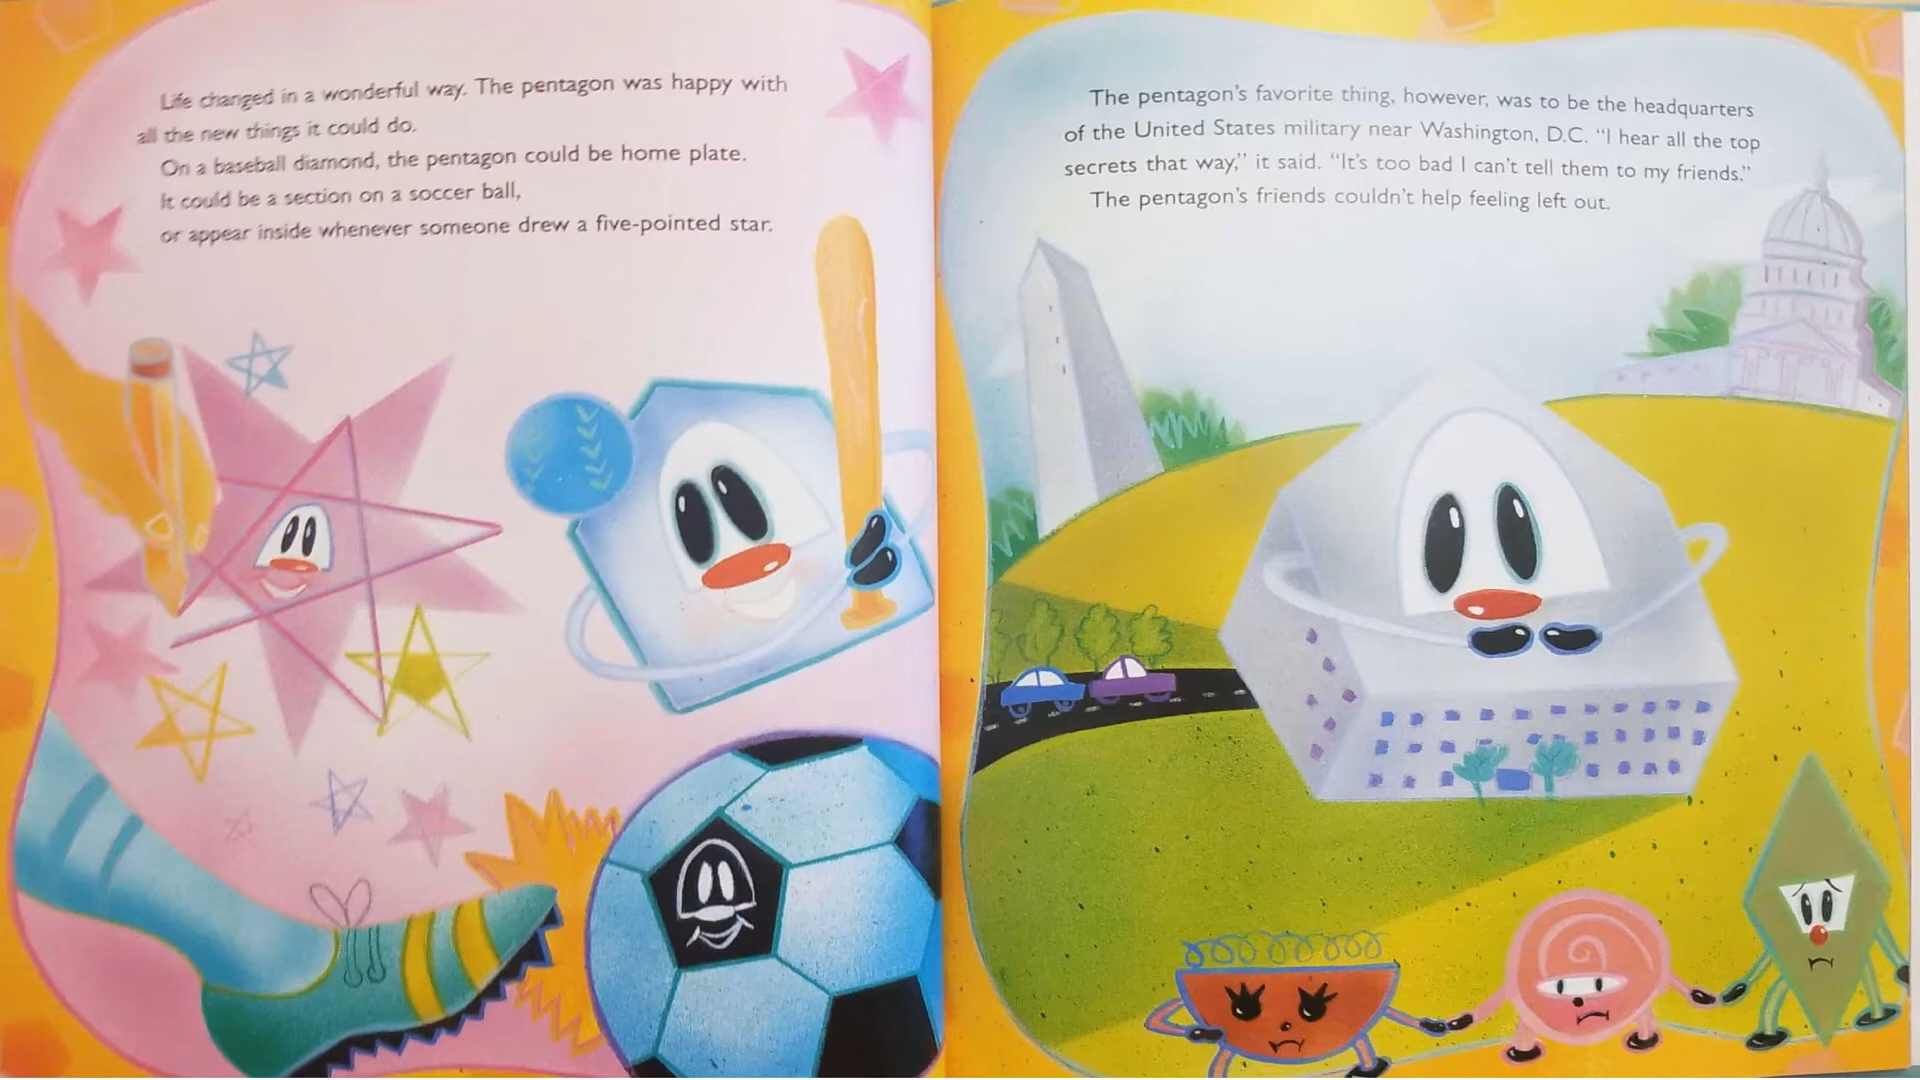 Life changed in a wonderful way. The pentagon was happy with
all the new things it could do.
On a baseball diamond, the pentagon could be home plate.
It could be a section on a soccer ball,
or appear inside whenever someone drew a five-pointed star.
The pentagon's favorite thing, however, was to be the headquarters
of the United States military near Washington, D.C. "I hear all the top
secrets that way," it said. "It's too bad I can't tell them to my friends."
The pentagon's friends couldn't help feeling left out.